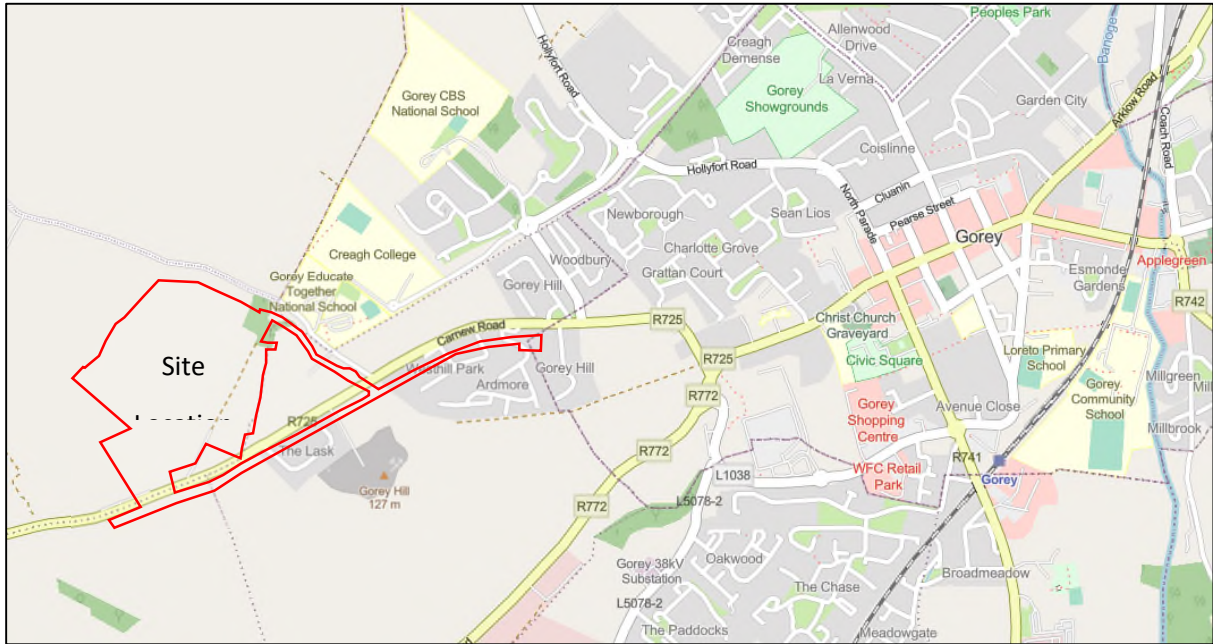 Peoples Park
Allenwood
Drive
Creagh
Demense
La Verna
Banoge
Hollyfort Road
Gorey
Showgrounds
Garden City
Arklow Road
Coach Road
Gorey CBS
National School
Coislinne
Hollyfort Road
Cluanin
North Parade
Pearse Street
Newborough
Sean Lios
Gorey
Creagh College
Charlotte Grove
Woodbury
Grattan Court
Esmonde
Gardens
Applegreen
Gorey Educate
Together
National School
Gorey Hill
R742
Christ Church
Graveyard
Carnew Road
R725
R725
Civic Square
Loreto Primary
School
Site
Westhill Park
Ardmore
Gorey Hill
R772
Millgreen
Gorey
Community
School
Location
Gorey
Shopping
Centre
Avenue Close
Millbrook
R725
The Lask
R772
WFC Retail
Park
R741
L1038
Gorey
Gorey Hill
127 m
R772
L5078-2
Oakwood
Gorey 38kV
Substation
Broadmeadow
The Chase
L5078-2
The Paddocks
Meadowgate